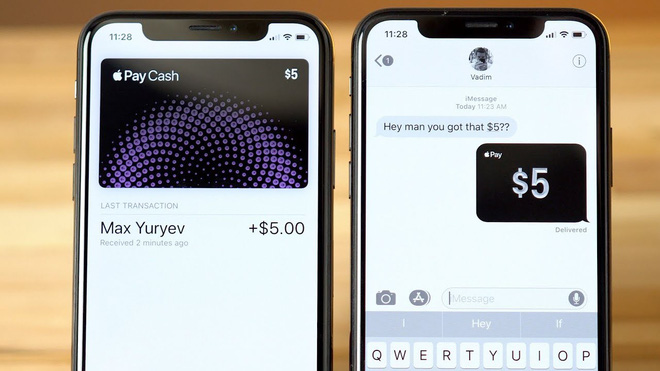 11:28
Pay Cash
$5
LAST TRANSACTION
Max Yuryev
+$5.00
Received 2 minutes ago
11:28
1
Vadim
iMessage
Today 11:23 AM
Hey man you got that $5??
Pay
$5
Delivered
Message
I
Hey
If
Q W E R T Y U I O P